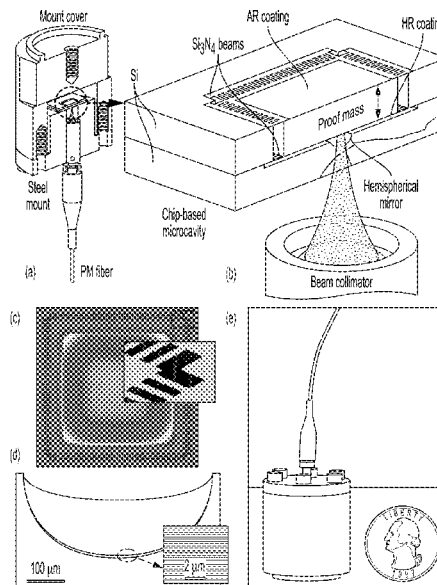 Mount cover
Si₃N₄ beams
AR coating
HR coating
Si
Proof mass
Steel
mount
Chip-based
microcavity
Hemispherical
mirror
(a)
PM fiber
(b)
Beam collimator
(c)
(e)
(d)
100 μm
2 μm
LIBERTY